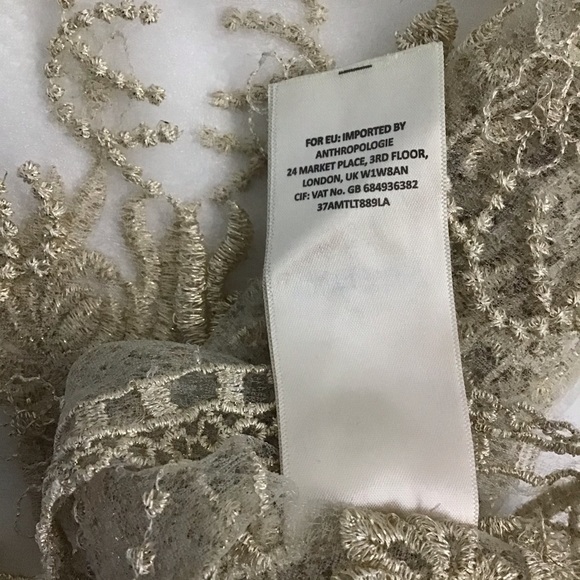 FOR EU: IMPORTED BY
ANTHROPOLOGIE
24 MARKET PLACE, 3RD FLOOR,
LONDON, UK W1W8AN
CIF: VAT No. GB 684936382
37AMTLT889LA